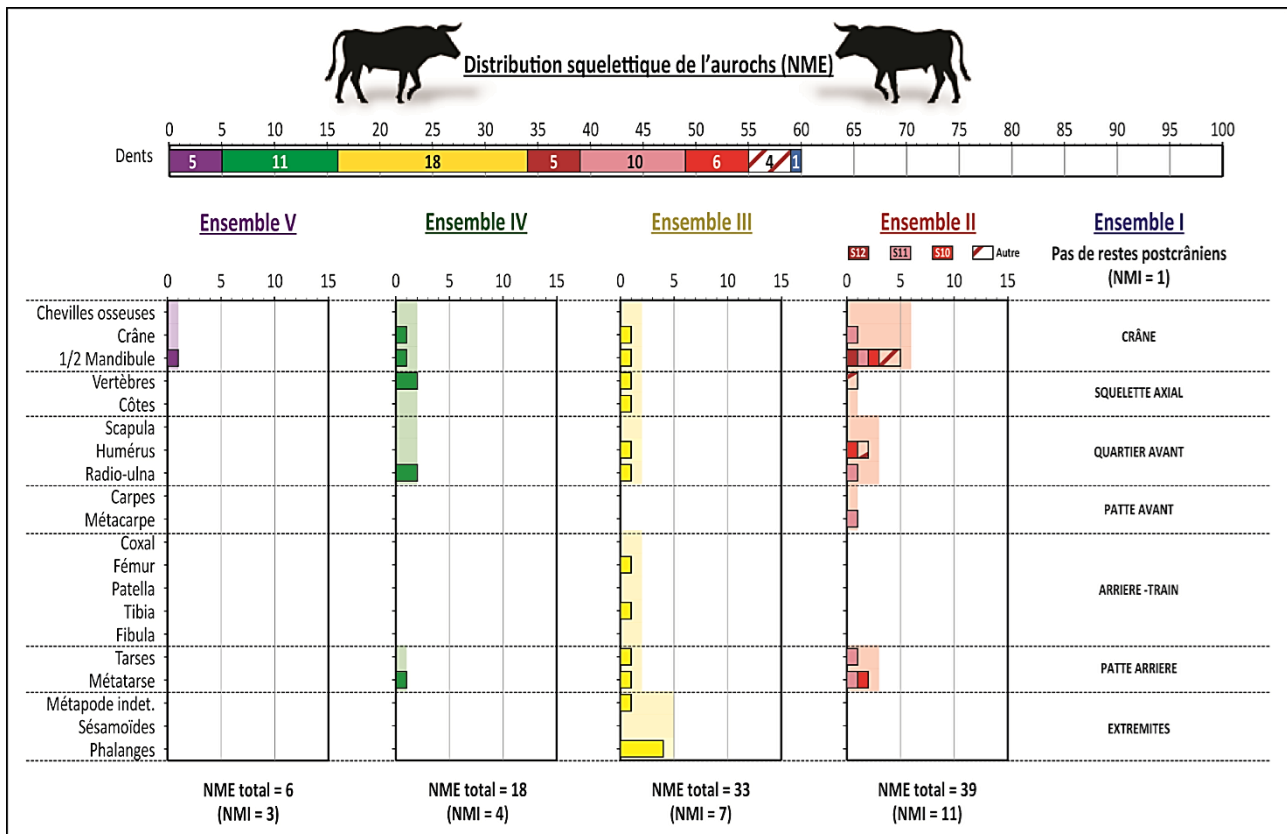 Distribution squelettique de l'aurochs (NME)
0 5 10 15 20 25 30 35 40 45 50 55 60 65 70 75 80 85 90 95 100
Dents 5 11 18 5 10 6 4 1
Ensemble V Ensemble IV Ensemble III Ensemble II Ensemble I
S12 S11 S10 Autre Pas de restes postcrâniens
(NMI = 1)
0 5 10 15 0 5 10 15 0 5 10 15 0 5 10 15
Chevilles osseuses
Crâne CRÂNE
1/2 Mandibule
Vertèbres
SQUELETTE AXIAL
Côtes
Scapula
Humérus QUARTIER AVANT
Radio-ulna
Carpes
PATTE AVANT
Métacarpe
Coxal
Fémur
Patella ARRIERE -TRAIN
Tibia
Fibula
Tarses
PATTE ARRIERE
Métatarse
Métapode indet.
Sésamoïdes EXTREMITES
Phalanges
NME total = 6 NME total = 18 NME total = 33 NME total = 39
(NMI = 3) (NMI = 4) (NMI = 7) (NMI = 11)